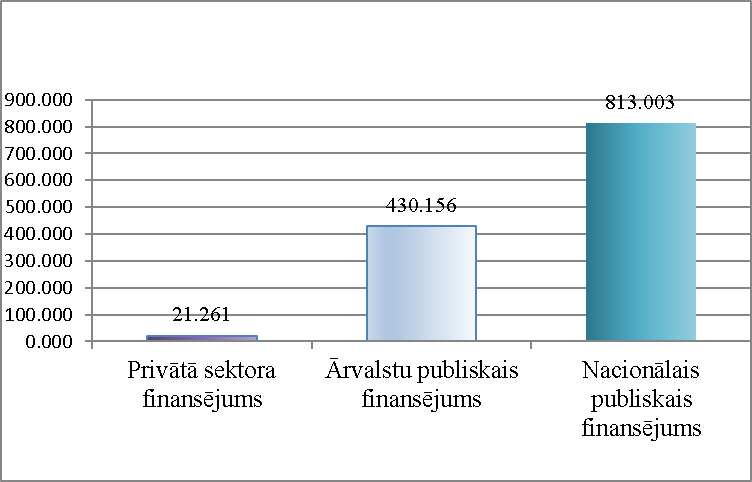 900.000
800.000
700.000
600.000
500.000
400.000
300.000
200.000
100.000
0.000
21.261
430.156
813.003
Privātā sektora
finansējums
Ārvalstu publiskais
finansējums
Nacionālais
publiskais
finansējums